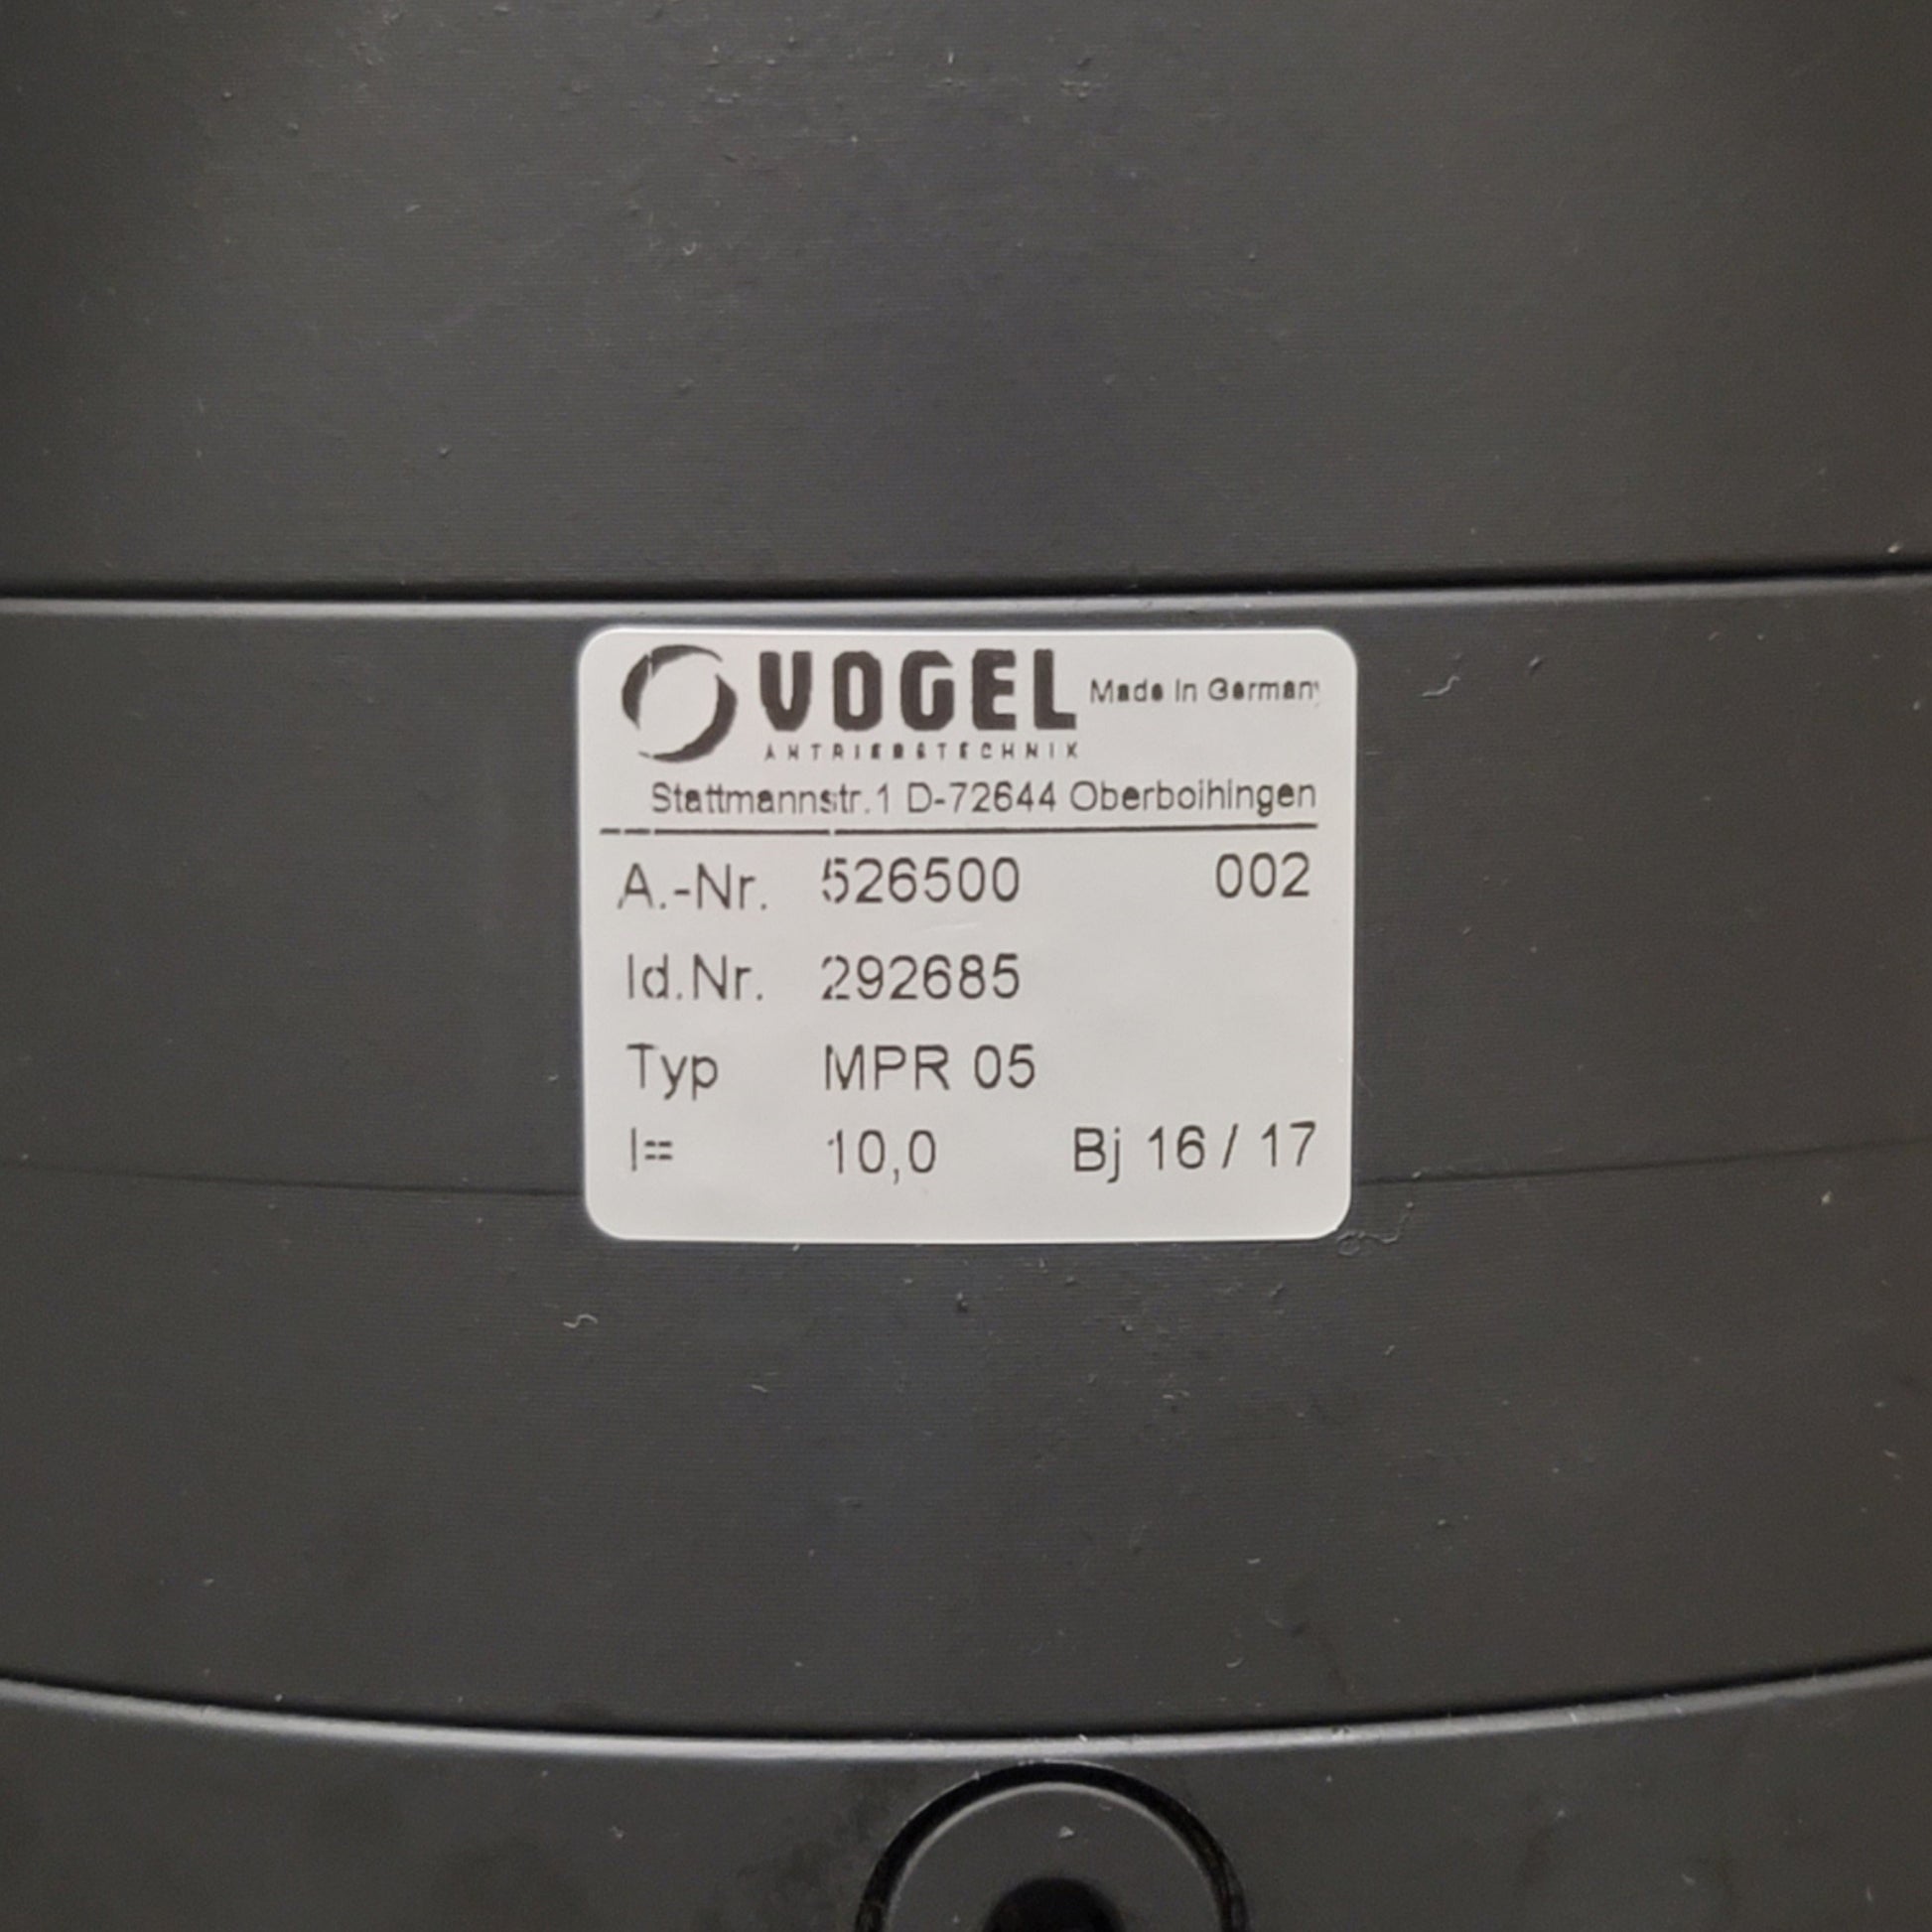 VOGEL Made In Germany
ANTRIEBSTECHNIK
Stattmannstr.1 D-72644 Oberboihingen
A.-Nr. 526500 002
Id.Nr. 292685
Typ MPR 05
I== 10,0 Bj 16 / 17